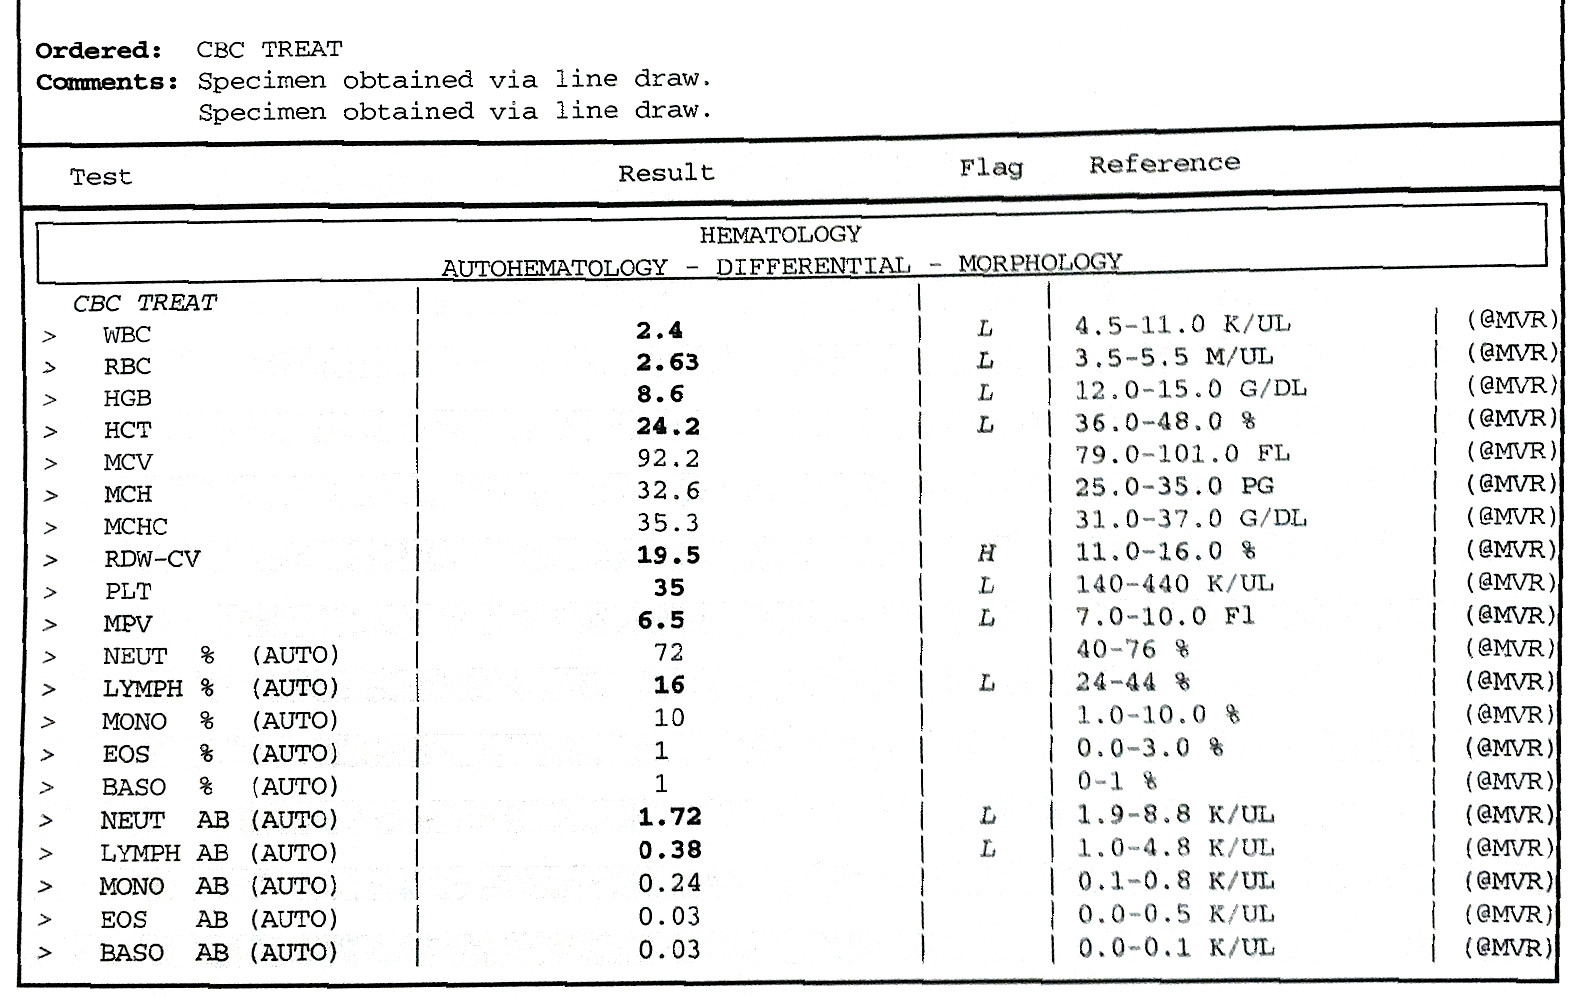 Ordered: CBC TREAT
Comments: Specimen obtained via line draw.
Specimen obtained via line draw.
Test Result Flag Reference
HEMATOLOGY
AUTOHEMATOLOGY - DIFFERENTIAL - MORPHOLOGY
CBC TREAT
> WBC 2.4 L 4.5-11.0 K/UL (@MVR)
> RBC 2.63 L 3.5-5.5 M/UL (@MVR)
> HGB 8.6 L 12.0-15.0 G/DL (@MVR)
> HCT 24.2 L 36.0-48.0 % (@MVR)
> MCV 92.2 79.0-101.0 FL (@MVR)
> MCH 32.6 25.0-35.0 PG (@MVR)
> MCHC 35.3 31.0-37.0 G/DL (@MVR)
> RDW-CV 19.5 H 11.0-16.0 % (@MVR)
> PLT 35 L 140-440 K/UL (@MVR)
> MPV 6.5 L 7.0-10.0 Fl (@MVR)
> NEUT % (AUTO) 72 40-76 % (@MVR)
> LYMPH % (AUTO) 16 L 24-44 % (@MVR)
> MONO % (AUTO) 10 1.0-10.0 % (@MVR)
> EOS % (AUTO) 1 0.0-3.0 % (@MVR)
> BASO % (AUTO) 1 0-1 % (@MVR)
> NEUT AB (AUTO) 1.72 L 1.9-8.8 K/UL (@MVR)
> LYMPH AB (AUTO) 0.38 L 1.0-4.8 K/UL (@MVR)
> MONO AB (AUTO) 0.24 0.1-0.8 K/UL (@MVR)
> EOS AB (AUTO) 0.03 0.0-0.5 K/UL (@MVR)
> BASO AB (AUTO) 0.03 0.0-0.1 K/UL (@MVR)